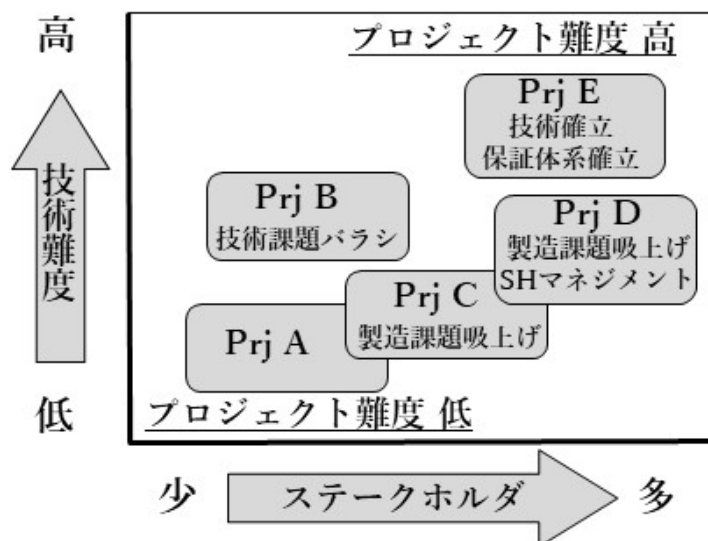 高
プロジェクト難度 高
Prj E
技術確立
保証体系確立
技術難度
Prj B
技術課題バラシ
Prj D
製造課題吸上げ
SHマネジメント
Prj C
製造課題吸上げ
Prj A
低
プロジェクト難度 低
少
ステークホルダ
多